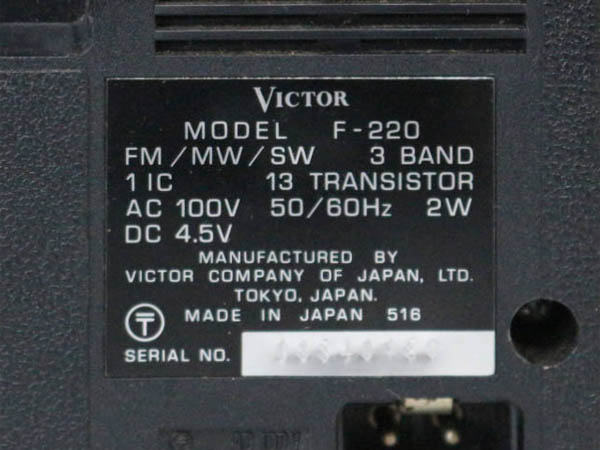 VICTOR
MODEL F-220
FM/MW/SW 3 BAND
1 IC 13 TRANSISTOR
AC 100V 50/60Hz 2W
DC 4.5V
MANUFACTURED BY
VICTOR COMPANY OF JAPAN, LTD.
TOKYO, JAPAN.
MADE IN JAPAN 516
SERIAL NO.